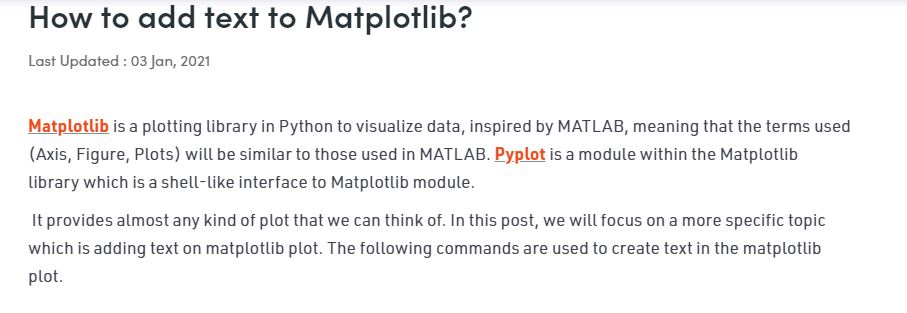 How to add text to Matplotlib?
Last Updated : 03 Jan, 2021
Matplotlib is a plotting library in Python to visualize data, inspired by MATLAB, meaning that the terms used
(Axis, Figure, Plots) will be similar to those used in MATLAB. Pyplot is a module within the Matplotlib
library which is a shell-like interface to Matplotlib module.
It provides almost any kind of plot that we can think of. In this post, we will focus on a more specific topic
which is adding text on matplotlib plot. The following commands are used to create text in the matplotlib
plot.